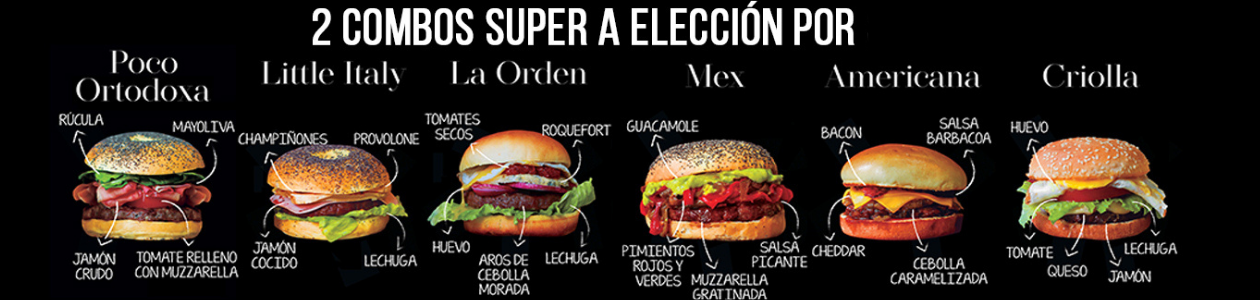 2 COMBOS SUPER A ELECCIÓN POR
Poco
Ortodoxa
RÚCULA
MAYOLIVA
JAMÓN
CRUDO
TOMATE RELLENO
CON MUZZARELLA
Little Italy
CHAMPIÑONES
PROVOLONE
JAMÓN
COCIDO
LECHUGA
La Orden
TOMATES
SECOS
ROQUEFORT
HUEVO
AROS DE
CEBOLLA
MORADA
LECHUGA
Mex
GUACAMOLE
PIMIENTOS
ROJOS Y
VERDES
MUZZARELLA
GRATINADA
SALSA
PICANTE
Americana
BACON
SALSA
BARBACOA
CHEDDAR
CEBOLLA
CARAMELIZADA
Criolla
HUEVO
TOMATE
QUESO
JAMÓN
LECHUGA